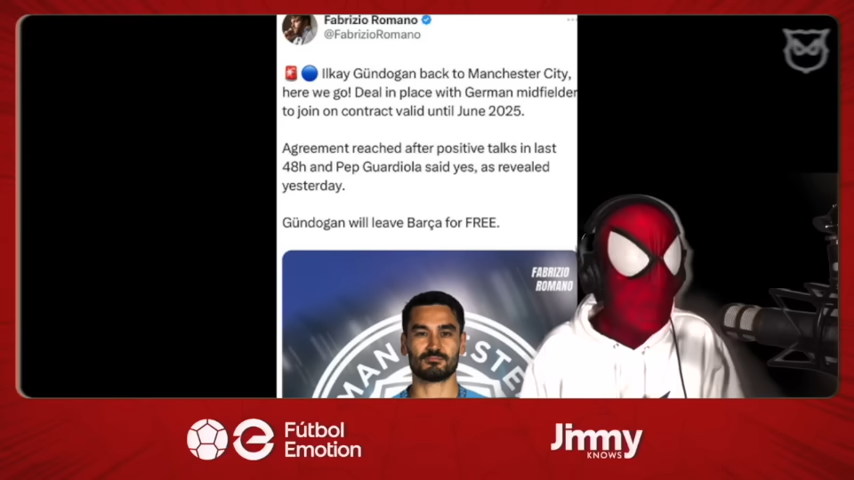 Fabrizio Romano
@FabrizioRomano
Ilkay Gündogan back to Manchester City,
here we go! Deal in place with German midfielder
to join on contract valid until June 2025.
Agreement reached after positive talks in last
48h and Pep Guardiola said yes, as revealed
yesterday.
Gündogan will leave Barça for FREE.
FABRIZIO
ROMANO
MANCHESTE
Fútbol
Emotion
Jimmy
KNOWS